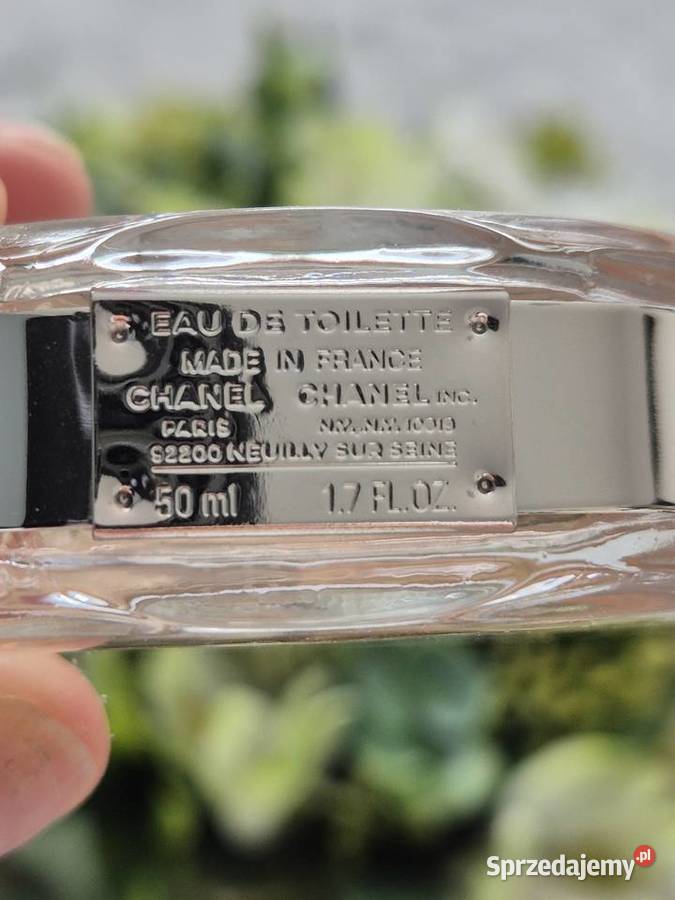 EAU DE TOILETTE
MADE IN FRANCE
CHANEL CHANEL INC.
PARIS N.Y., N.Y. 10019
92200 NEUILLY SUR SEINE
50 ml 1.7 FL.OZ.
Sprzedajemy.pl